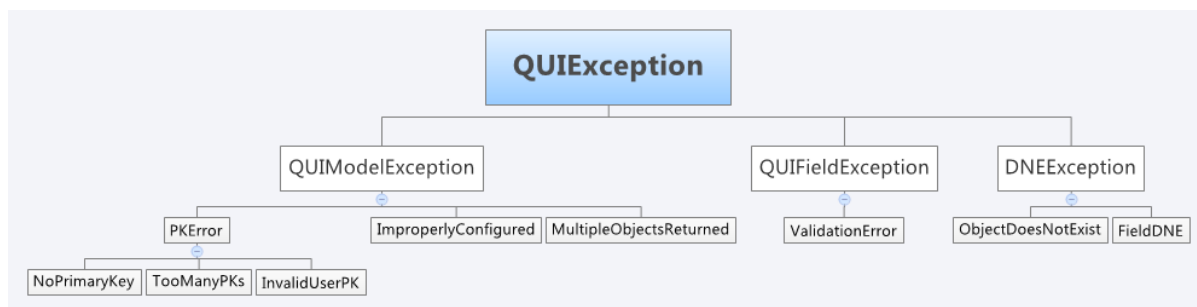 QUIException
QUIModelException
QUIFieldException
DNEException
PKError
ImproperlyConfigured
MultipleObjectsReturned
ValidationError
ObjectDoesNotExist
FieldDNE
NoPrimaryKey
TooManyPKs
InvalidUserPK